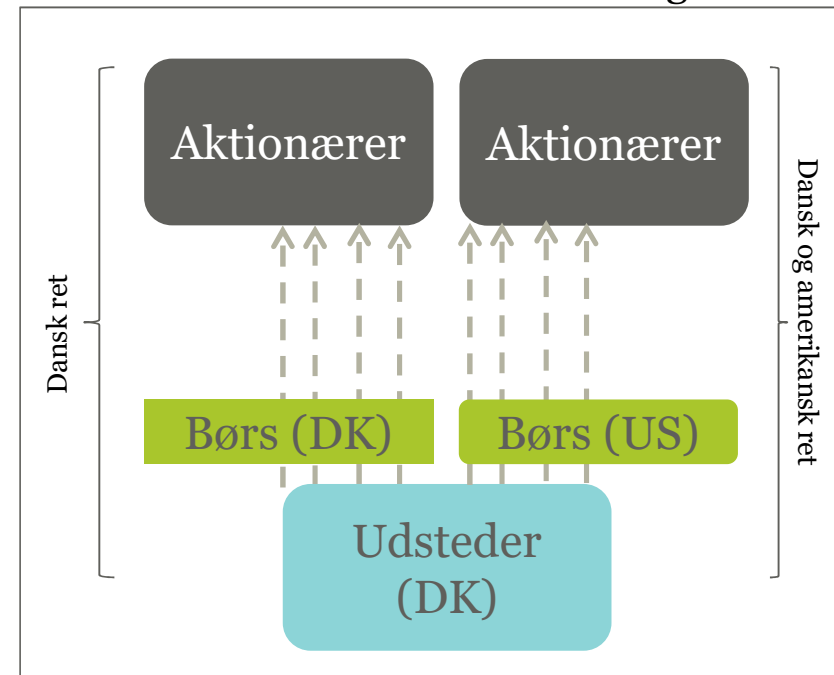 Aktionærer
Aktionærer
Dansk ret
Dansk og amerikansk ret
Børs (DK)
Børs (US)
Udsteder
(DK)